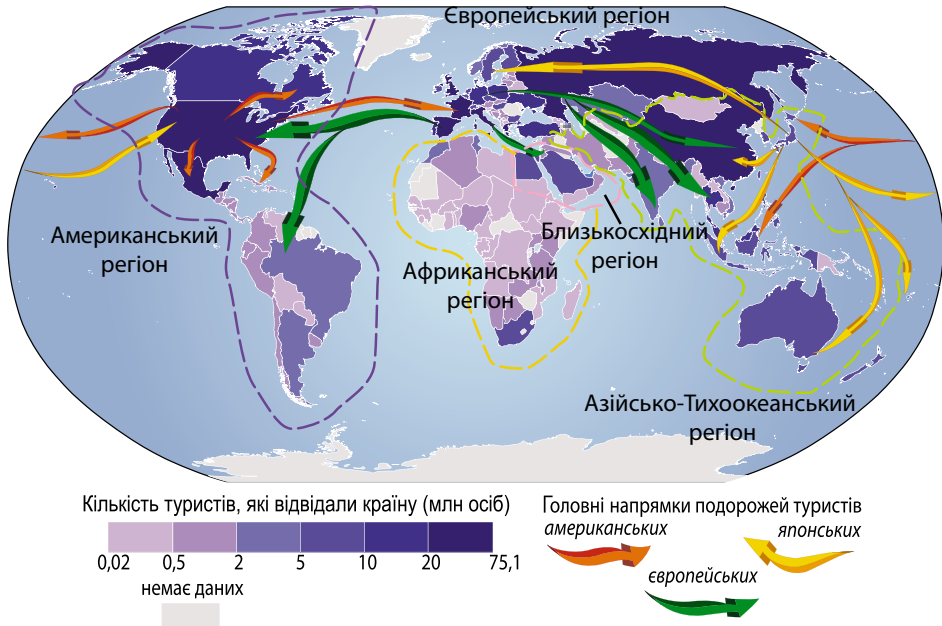 Європейський регіон
Американський
регіон
Африканський
регіон
Близькосхідний
регіон
Азійсько-Тихоокеанський
регіон
Кількість туристів, які відвідали країну (млн осіб)
0,02 0,5 2 5 10 20 75,1
немає даних
Головні напрямки подорожей туристів
американських
японських
європейських